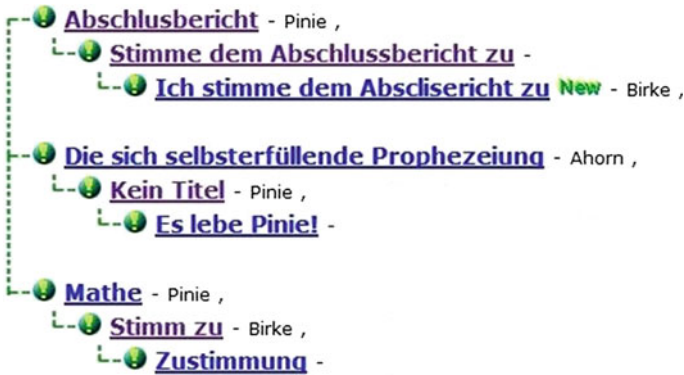 Abschlusbericht - Pinie ,
Stimme dem Abschlussbericht zu -
Ich stimme dem Absclisericht zu New - Birke ,
Die sich selbsterfüllende Prophezeiung - Ahorn ,
Kein Titel - Pinie ,
Es lebe Pinie! -
Mathe - Pinie ,
Stimm zu - Birke ,
Zustimmung -